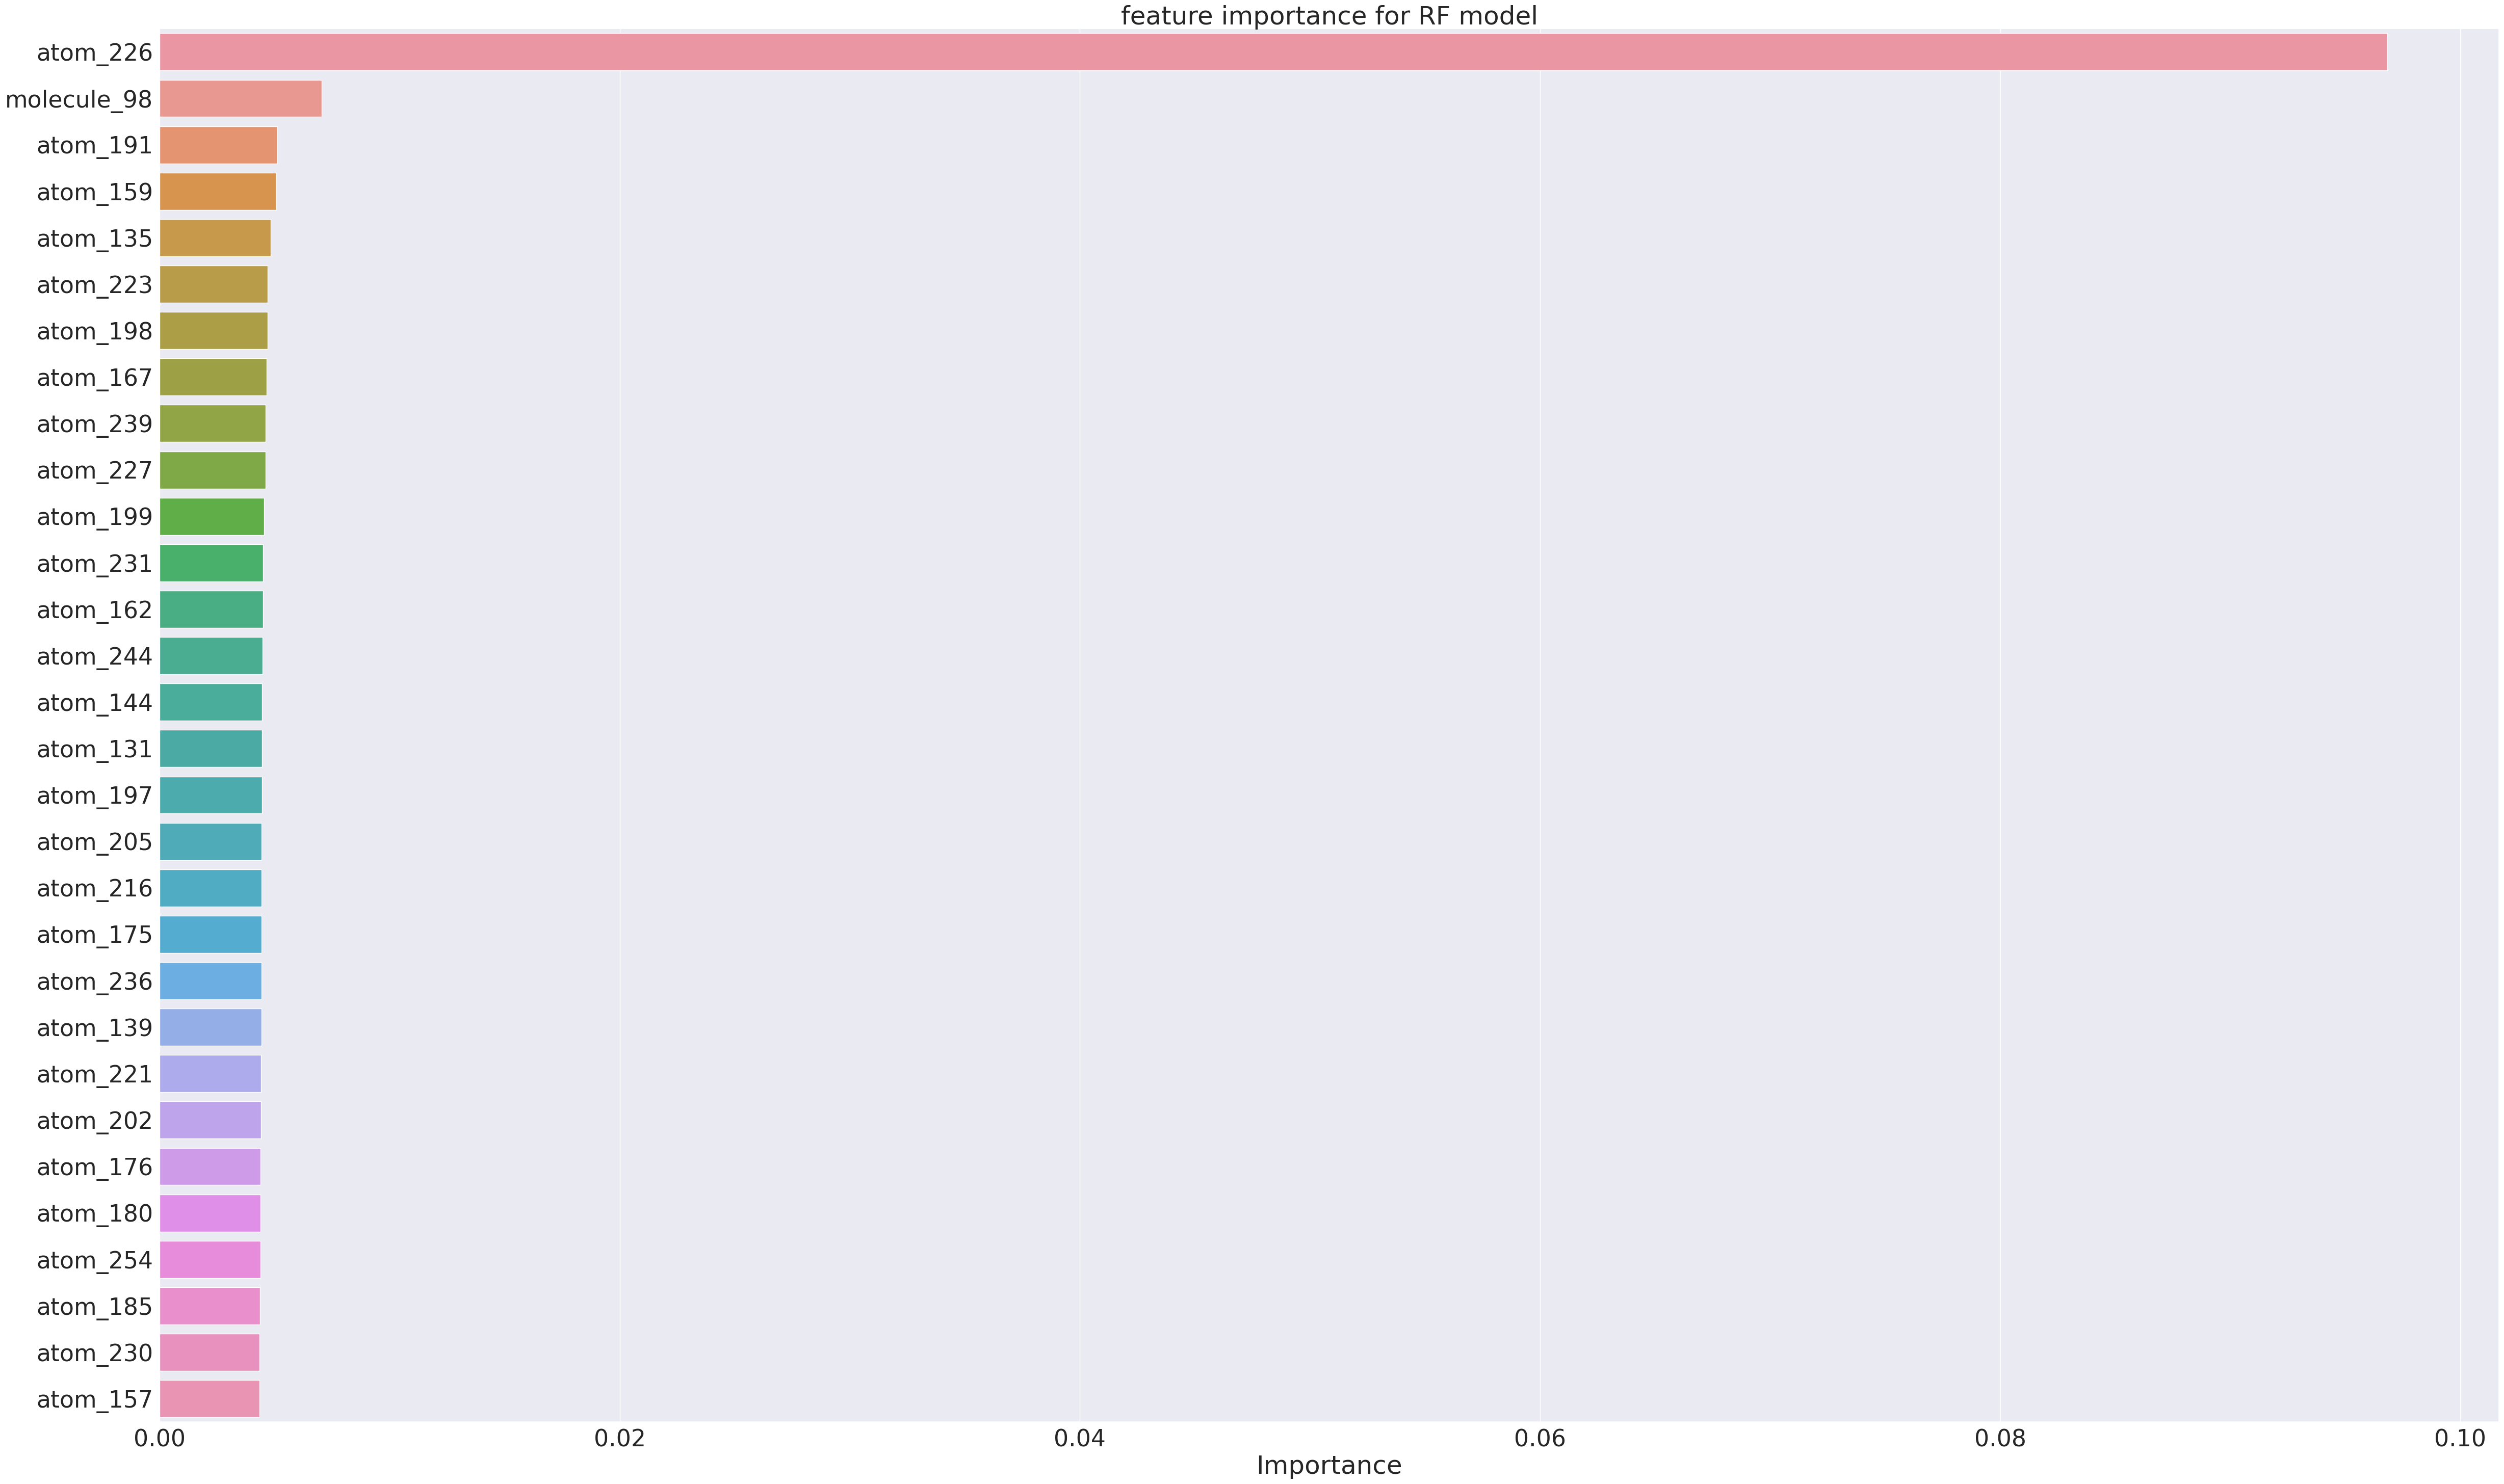 feature importance for RF model
atom_226
molecule_98
atom_191
atom_159
atom_135
atom_223
atom_198
atom_167
atom_239
atom_227
atom_199
atom_231
atom_162
atom_244
atom_144
atom_131
atom_197
atom_205
atom_216
atom_175
atom_236
atom_139
atom_221
atom_202
atom_176
atom_180
atom_254
atom_185
atom_230
atom_157
0.00 0.02 0.04 0.06 0.08 0.10
Importance